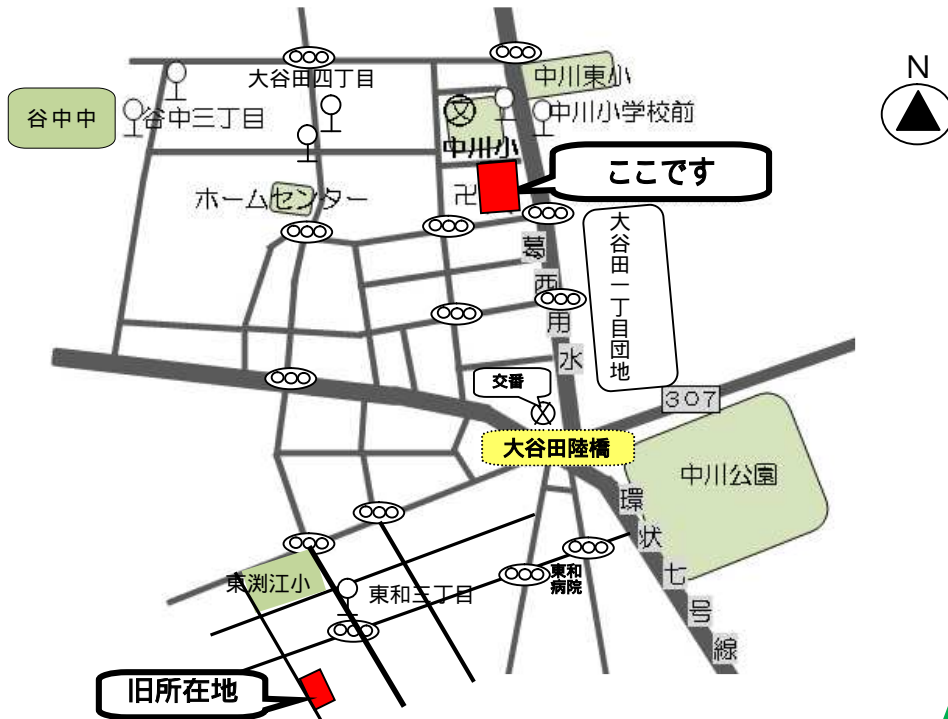 N
大谷田四丁目
中川東小
谷中中
谷中三丁目
文
中川小学校前
中川小
ここです
ホームセンター
卍
大谷田一丁目団地
葛西用水
交番
307
大谷田陸橋
中川公園
環状七号線
東和
病院
東渕江小
東和三丁目
旧所在地